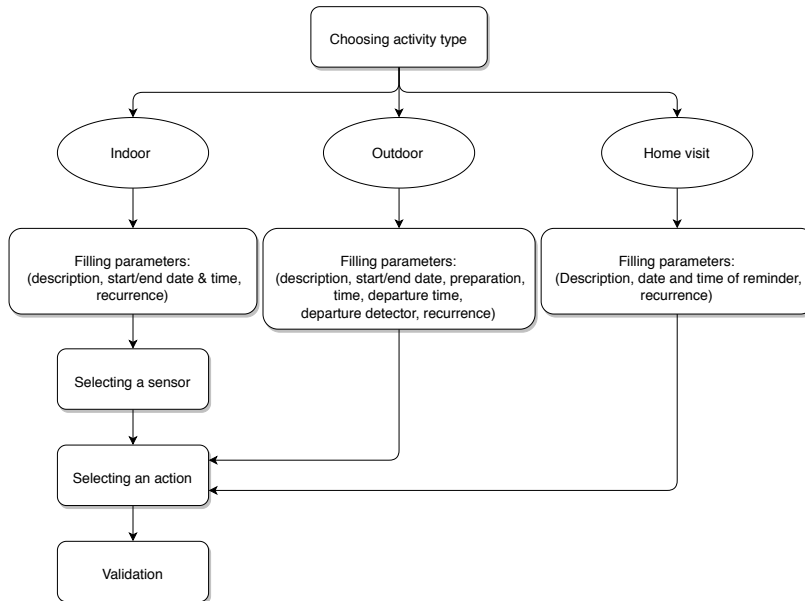 Choosing activity type
Indoor
Outdoor
Home visit
Filling parameters:
(description, start/end date & time,
recurrence)
Filling parameters:
(description, start/end date, preparation,
time, departure time,
departure detector, recurrence)
Filling parameters:
(Description, date and time of reminder,
recurrence)
Selecting a sensor
Selecting an action
Validation